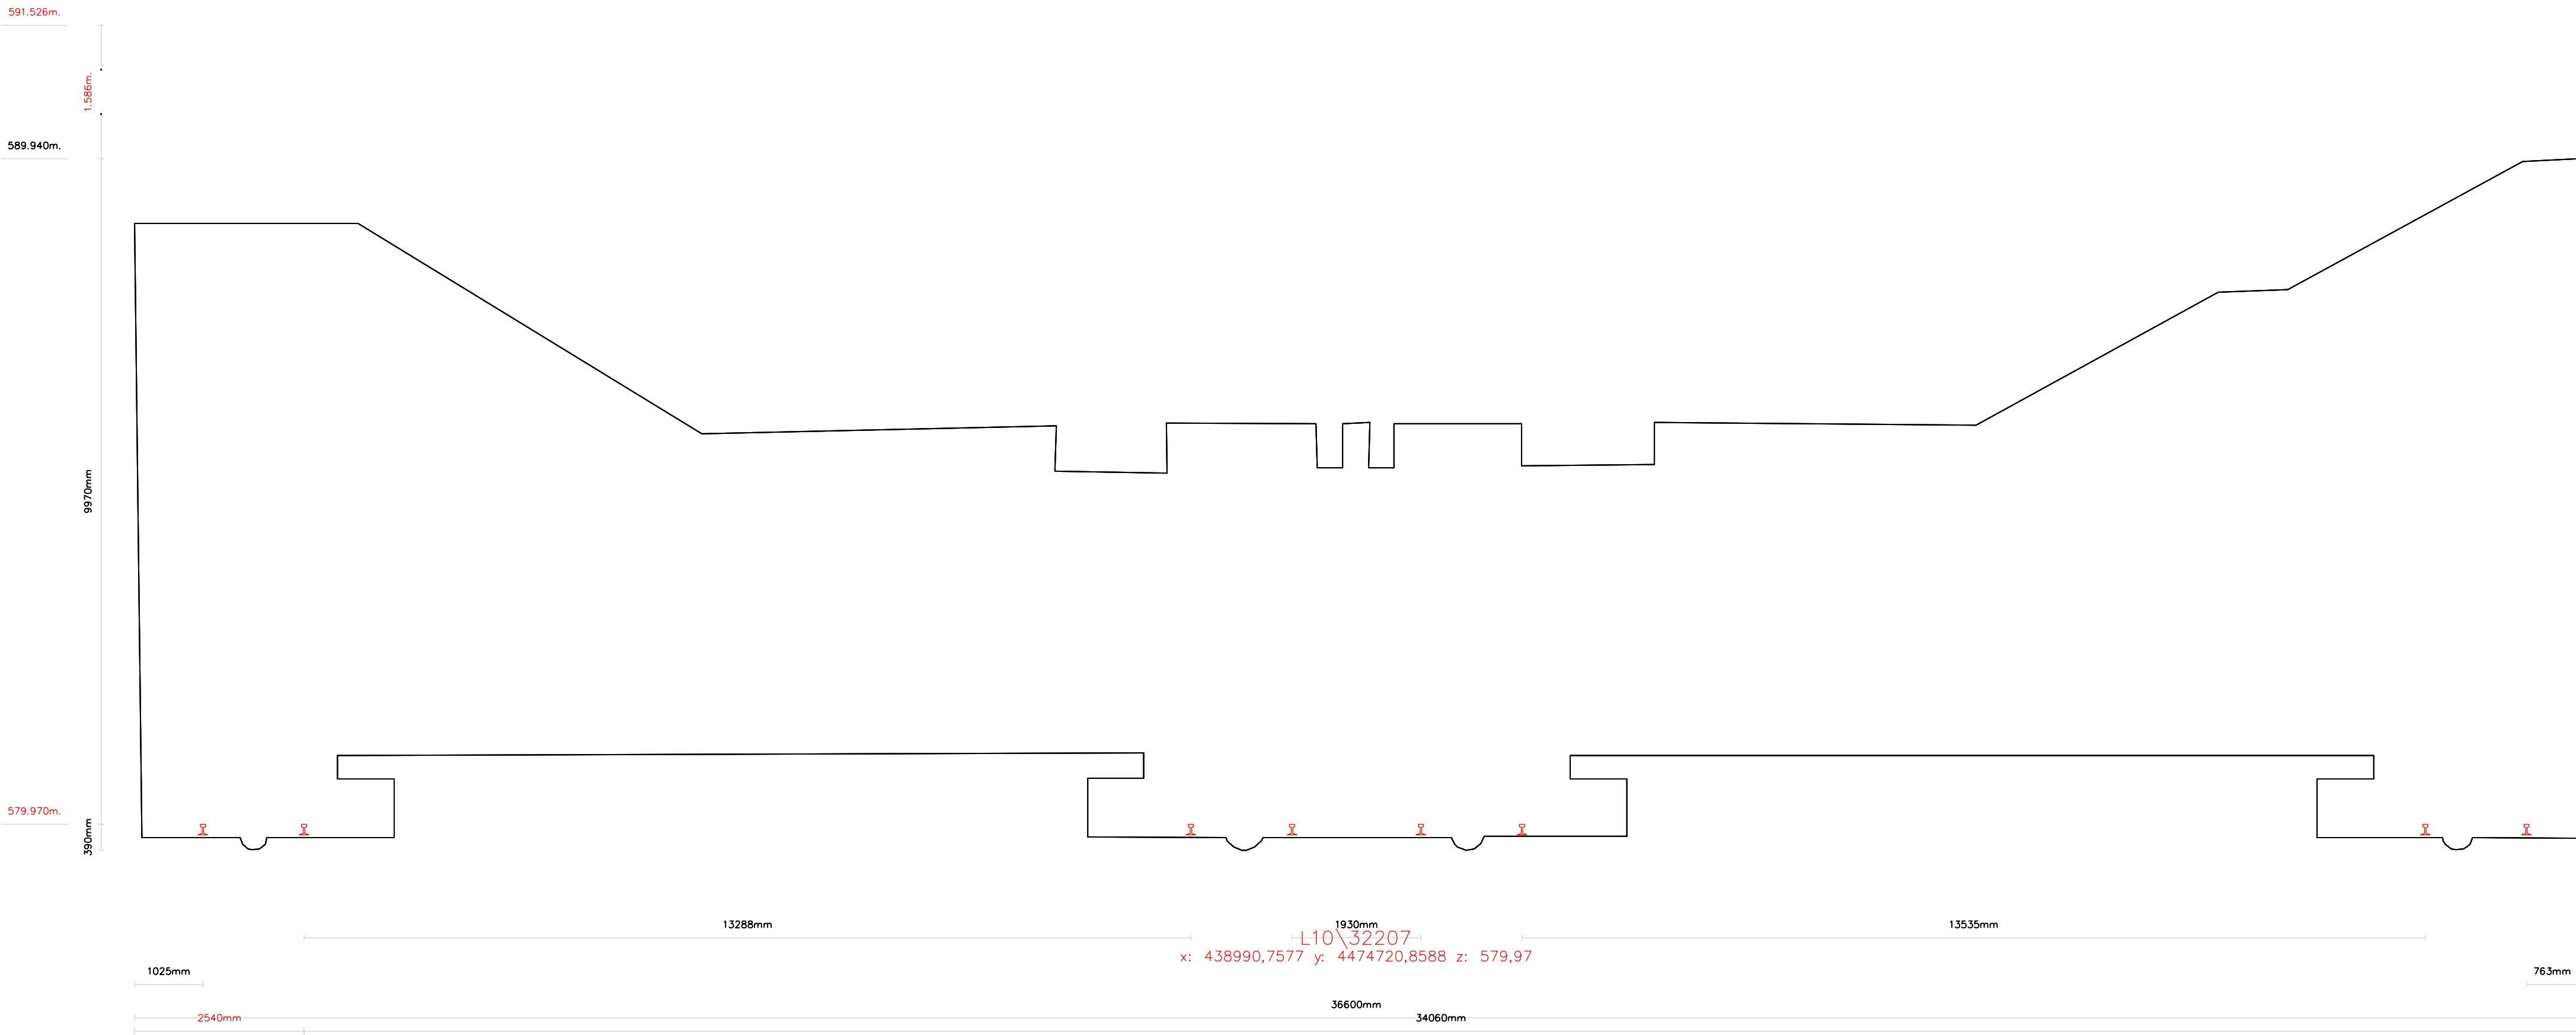 591.526m.
1.586m.
589.940m.
9970mm
579.970m.
390mm
13288mm
1930mm
13535mm
L10\32207
x: 438990,7577 y: 4474720,8588 z: 579,97
1025mm
763mm
36600mm
2540mm
34060mm